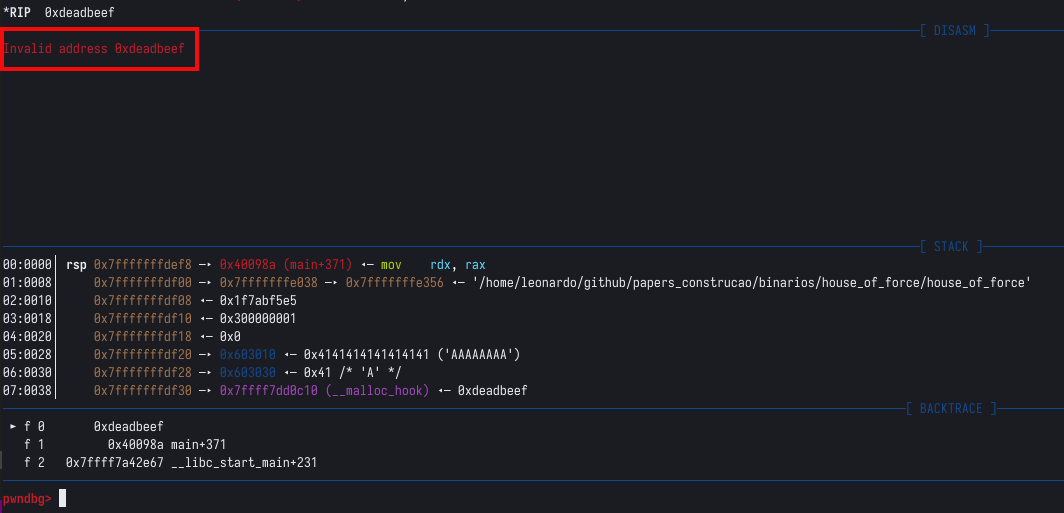 *RIP  0xdeadbeef
[ DISASM ]
Invalid address 0xdeadbeef
[ STACK ]
00:0000│ rsp 0x7fffffffdef8 —▸ 0x40098a (main+371) ◂— mov    rdx, rax
01:0008│     0x7fffffffdf00 —▸ 0x7fffffffe038 —▸ 0x7fffffffe356 ◂— '/home/leonardo/github/papers_construcao/binarios/house_of_force/house_of_force'
02:0010│     0x7fffffffdf08 ◂— 0x1f7abf5e5
03:0018│     0x7fffffffdf10 ◂— 0x300000001
04:0020│     0x7fffffffdf18 ◂— 0x0
05:0028│     0x7fffffffdf20 —▸ 0x603010 ◂— 0x4141414141414141 ('AAAAAAAA')
06:0030│     0x7fffffffdf28 —▸ 0x603030 ◂— 0x41 /* 'A' */
07:0038│     0x7fffffffdf30 —▸ 0x7ffff7dd0c10 (__malloc_hook) ◂— 0xdeadbeef
[ BACKTRACE ]
► f 0       0xdeadbeef
f 1         0x40098a main+371
f 2   0x7ffff7a42e67 __libc_start_main+231
pwndbg>